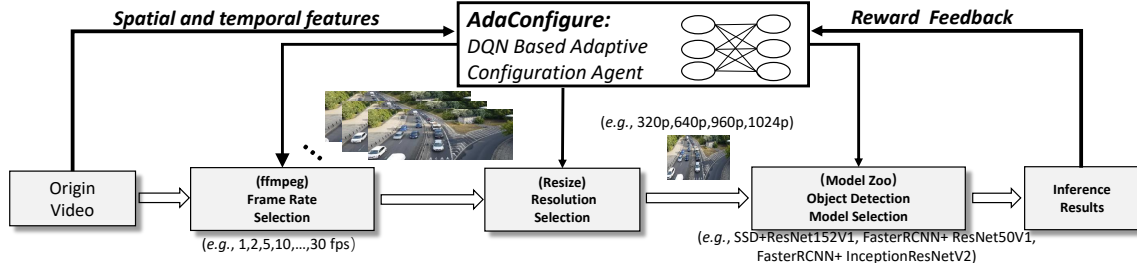 Spatial and temporal features
AdaConfigure:
DQN Based Adaptive
Configuration Agent
Reward Feedback
(e.g., 320p,640p,960p,1024p)
Origin
Video
(ffmpeg)
Frame Rate
Selection
(Resize)
Resolution
Selection
(Model Zoo)
Object Detection
Model Selection
Inference
Results
(e.g., 1,2,5,10,...,30 fps)
(e.g., SSD+ResNet152V1, FasterRCNN+ ResNet50V1,
FasterRCNN+ InceptionResNetV2)